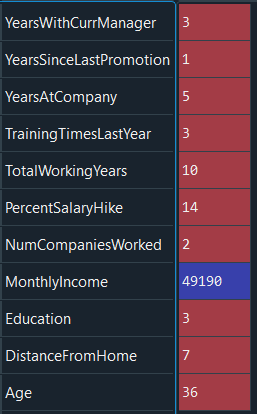 YearsWithCurrManager 3
YearsSinceLastPromotion 1
YearsAtCompany 5
TrainingTimesLastYear 3
TotalWorkingYears 10
PercentSalaryHike 14
NumCompaniesWorked 2
MonthlyIncome 49190
Education 3
DistanceFromHome 7
Age 36